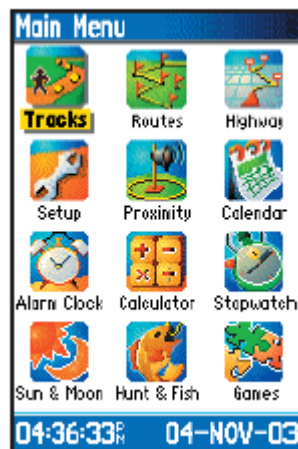 Main Menu
Tracks Routes Highway
Setup Proximity Calendar
Alarm Clock Calculator Stopwatch
Sun & Moon Hunt & Fish Games
04:36:33PM 04-NOV-03